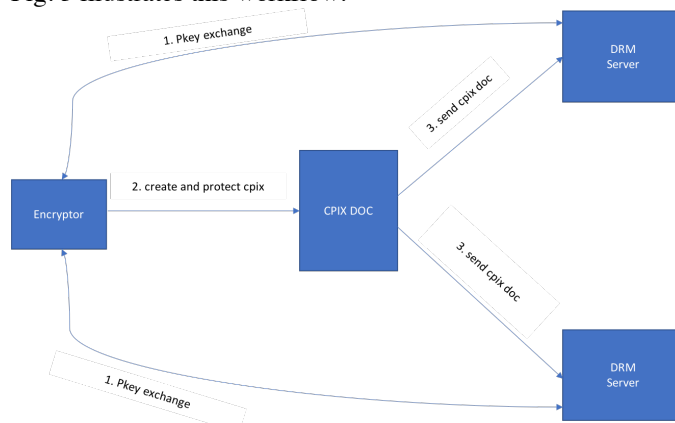 1. Pkey exchange
DRM
Server
3. send cpix doc
2. create and protect cpix
Encryptor
CPIX DOC
3. send cpix doc
DRM
Server
1. Pkey exchange